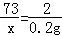 73/x = 2/0.2g